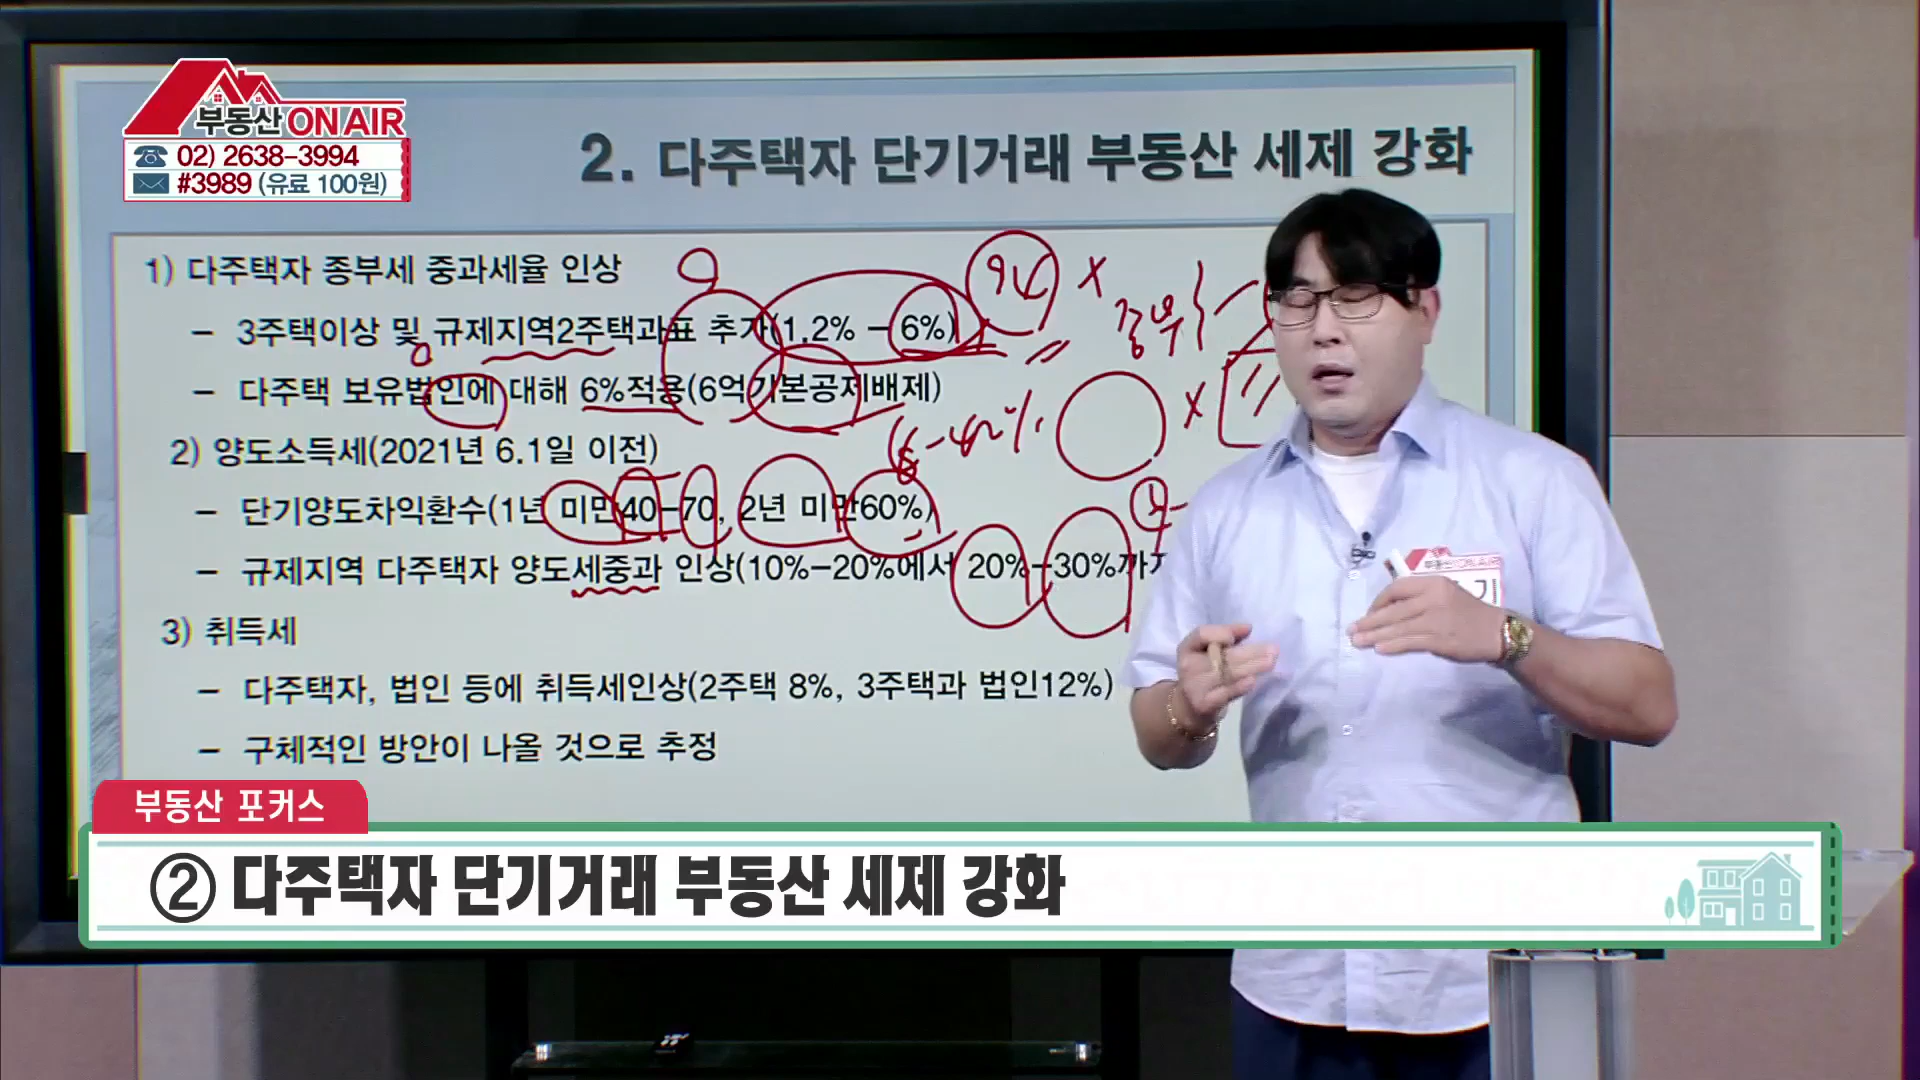 부동산 ON AIR
02) 2638-3994
#3989 (유료 100원)
2. 다주택자 단기거래 부동산 세제 강화
1) 다주택자 종부세 중과세율 인상
- 3주택이상 및 규제지역2주택과표 추가(1.2% - 6%)
94 x
종부
- 다주택 보유법인에 대해 6%적용(6억기본공제배제)
6-42%
x
2) 양도소득세(2021년 6.1일 이전)
- 단기양도차익환수(1년 미만40-70, 2년 미만60%)
- 규제지역 다주택자 양도세중과 인상(10%-20%에서 20%-30%까지
3) 취득세
- 다주택자, 법인 등에 취득세인상(2주택 8%, 3주택과 법인12%)
- 구체적인 방안이 나올 것으로 추정
부동산 ON AIR
부동산 포커스
② 다주택자 단기거래 부동산 세제 강화